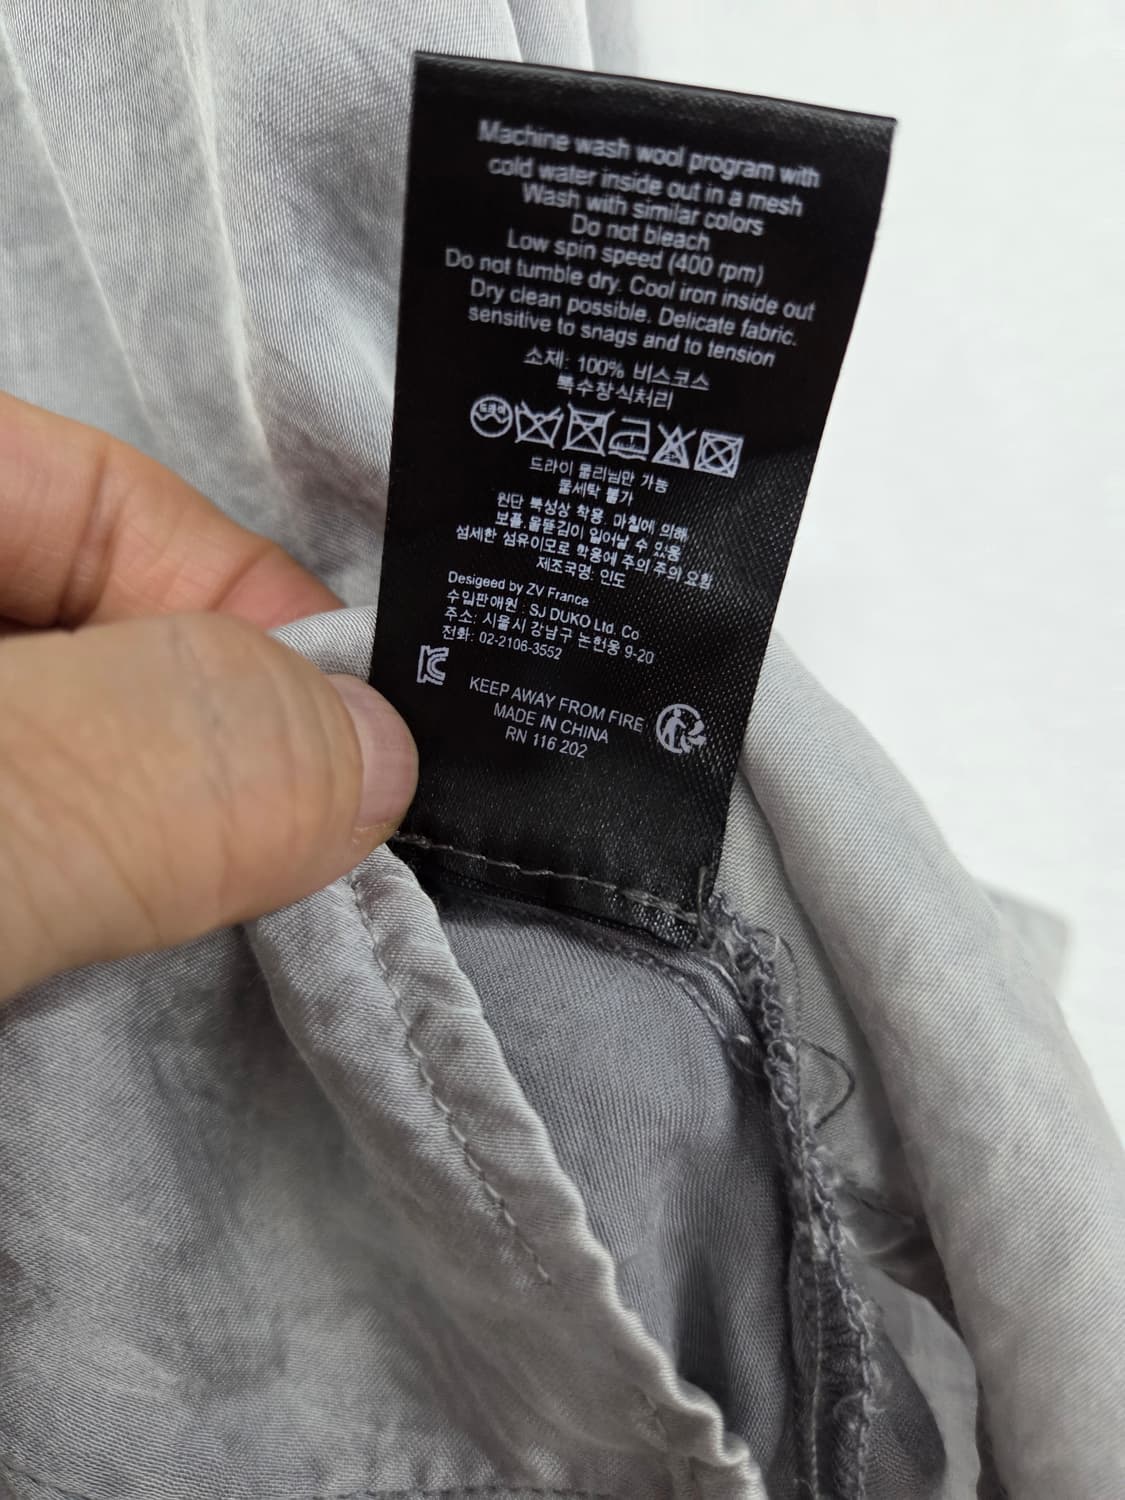 Machine wash wool program with
cold water inside out in a mesh
Wash with similar colors
Do not bleach
Low spin speed (400 rpm)
Do not tumble dry. Cool iron inside out
Dry clean possible. Delicate fabric.
sensitive to snags and to tension
소재: 100% 비스코스
특수장식처리
드라이
드라이 물리닝만 가능
물세탁 불가
원단 특성상 착용, 마찰에 의해
보풀,올뜯김이 일어날 수 있음
섬세한 섬유이므로 착용에 주의 주의 요함
제조국명: 인도
Desigeed by ZV France
수입판매원 : SJ DUKO Ltd. Co
주소: 서울시 강남구 논현동 9-20
전화: 02-2106-3552
KEEP AWAY FROM FIRE
MADE IN CHINA
RN 116 202